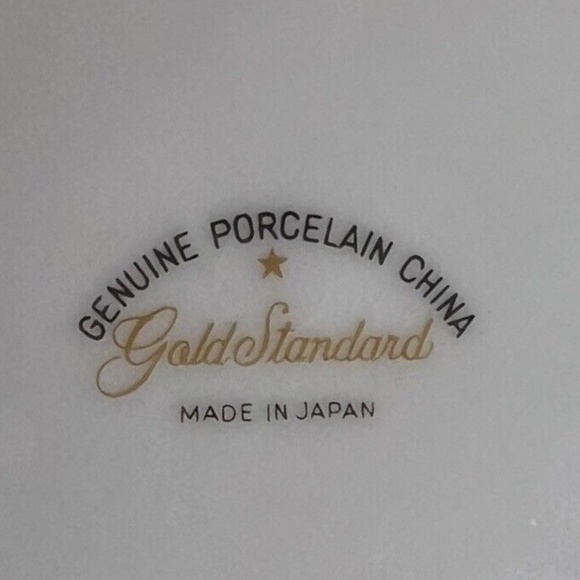 GENUINE PORCELAIN CHINA
Gold Standard
MADE IN JAPAN